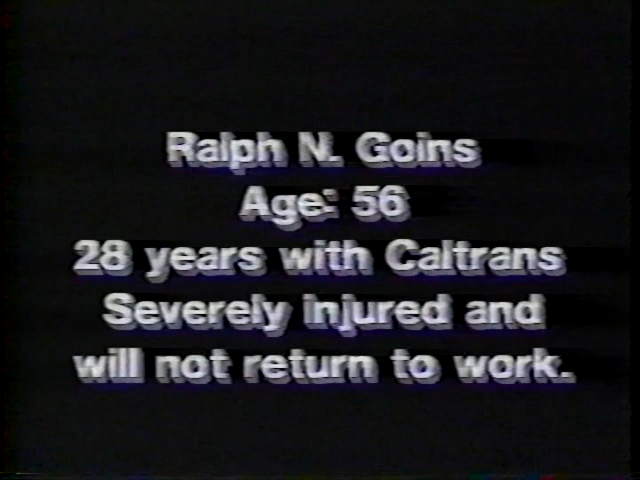 Ralph N. Goins
Age: 56
28 years with Caltrans
Severely injured and
will not return to work.